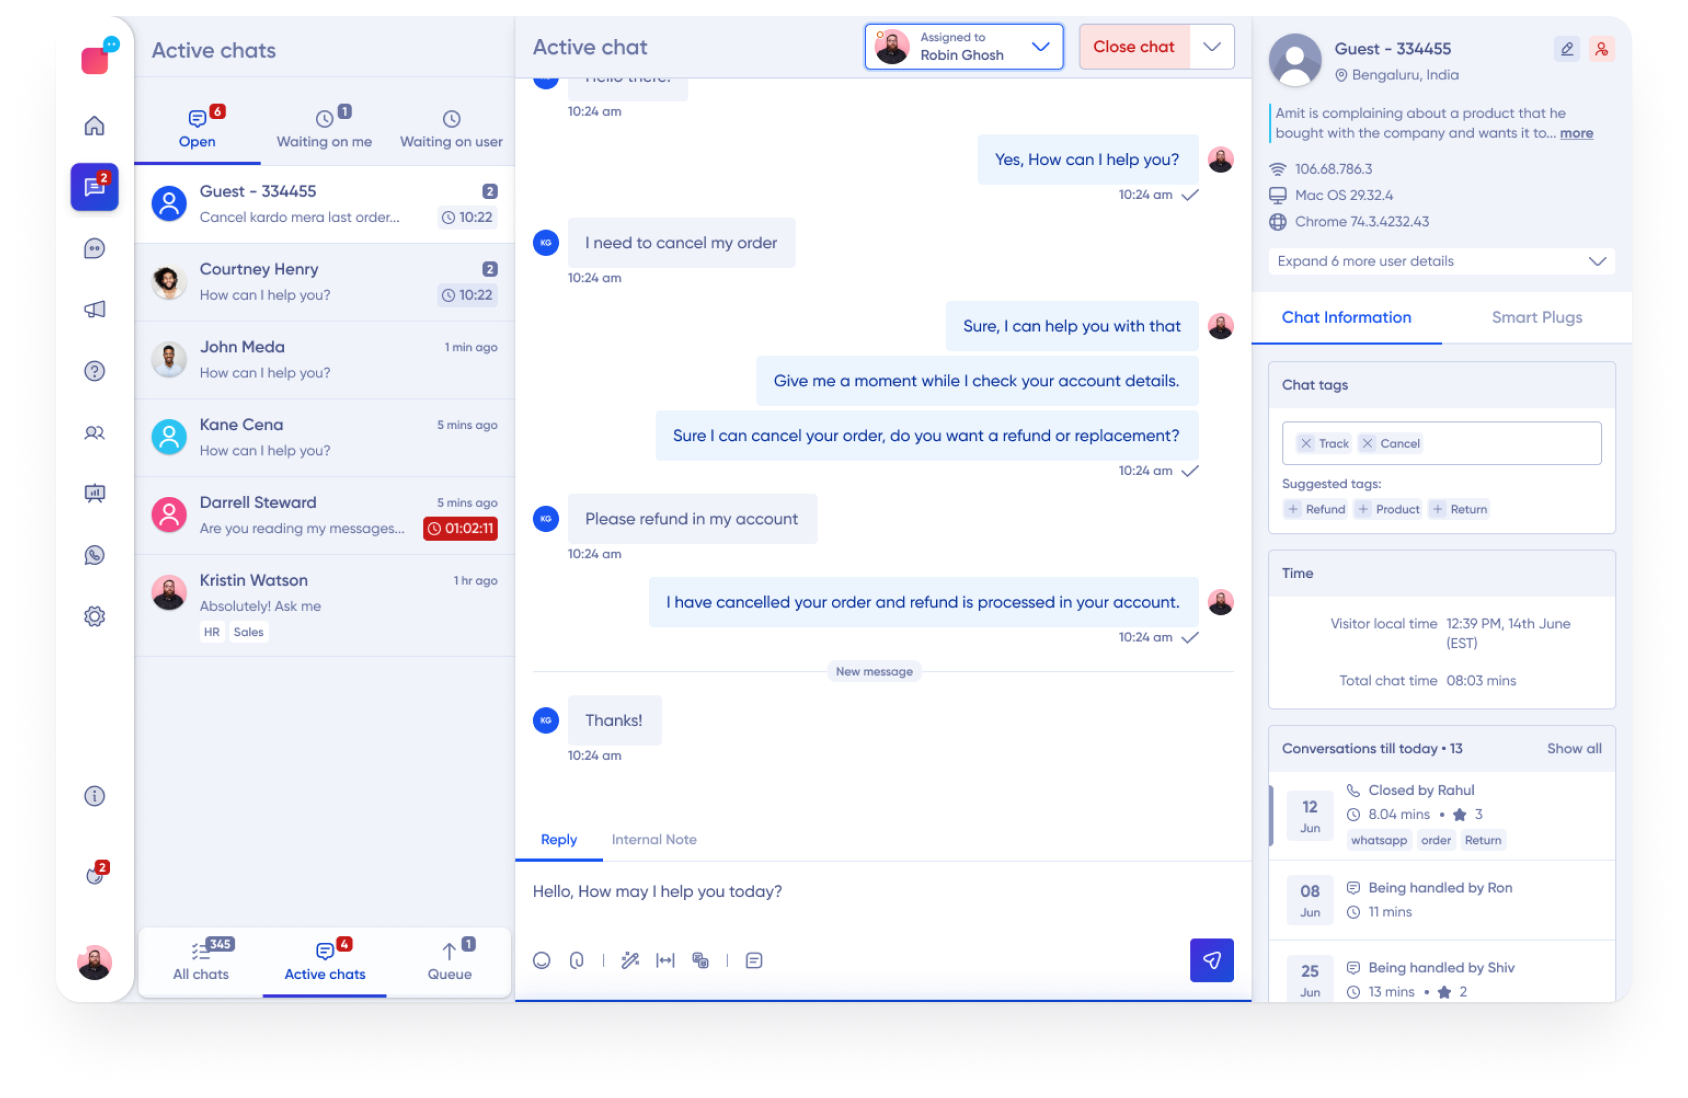 2
2
Active chats
6
Open
1
Waiting on me
Waiting on user
Guest - 334455
2
Cancel kardo mera last order...
10:22
Courtney Henry
2
How can I help you?
10:22
John Meda
1 min ago
How can I help you?
Kane Cena
5 mins ago
How can I help you?
Darrell Steward
5 mins ago
Are you reading my messages...
01:02:11
Kristin Watson
1 hr ago
Absolutely! Ask me
HR
Sales
345
All chats
4
Active chats
1
Queue
Active chat
Assigned to
Robin Ghosh
Close chat
Hello there!
10:24 am
Yes, How can I help you?
10:24 am
KG
I need to cancel my order
10:24 am
Sure, I can help you with that
Give me a moment while I check your account details.
Sure I can cancel your order, do you want a refund or replacement?
10:24 am
KG
Please refund in my account
10:24 am
I have cancelled your order and refund is processed in your account.
10:24 am
New message
KG
Thanks!
10:24 am
Reply
Internal Note
Hello, How may I help you today?
Guest - 334455
Bengaluru, India
Amit is complaining about a product that he
bought with the company and wants it to... more
106.68.786.3
Mac OS 29.32.4
Chrome 74.3.4232.43
Expand 6 more user details
Chat Information
Smart Plugs
Chat tags
Track
Cancel
Suggested tags:
+ Refund
+ Product
+ Return
Time
Visitor local time 12:39 PM, 14th June
(EST)
Total chat time 08:03 mins
Conversations till today • 13
Show all
12
Jun
Closed by Rahul
8.04 mins • 3
whatsapp
order
Return
08
Jun
Being handled by Ron
11 mins
25
Jun
Being handled by Shiv
13 mins • 2